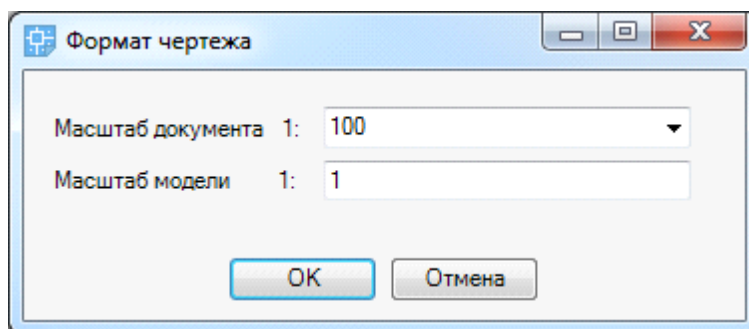 Формат чертежа
Масштаб документа 1: 100
Масштаб модели 1: 1
OK Отмена